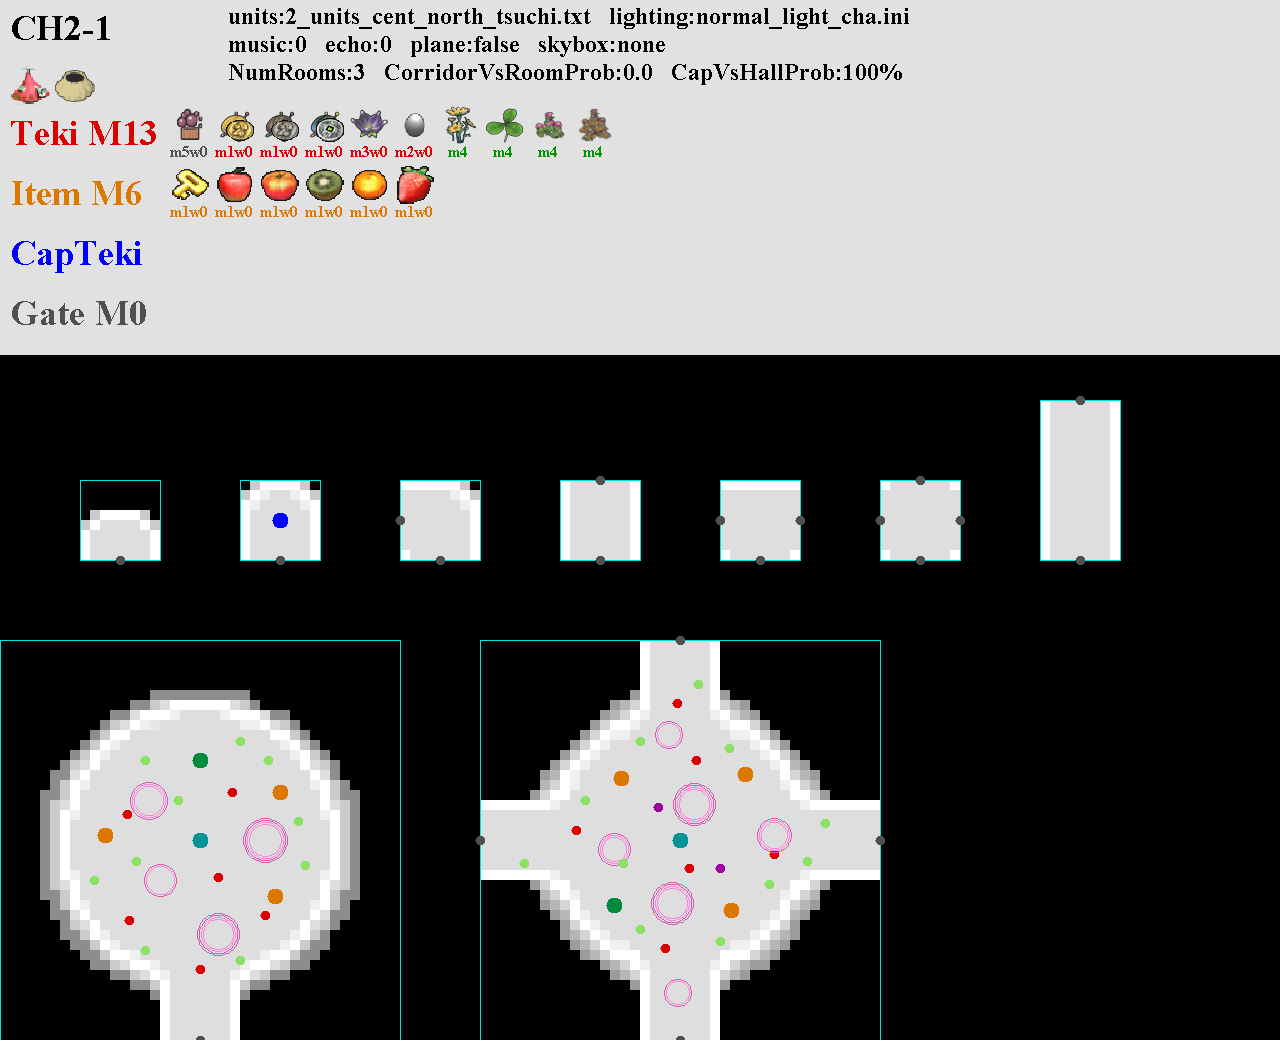 CH2-1
units:2_units_cent_north_tsuchi.txt lighting:normal_light_cha.ini
music:0 echo:0 plane:false skybox:none
NumRooms:3 CorridorVsRoomProb:0.0 CapVsHallProb:100%
Teki M13
m5w0 m1w0 m1w0 m1w0 m3w0 m2w0 m4 m4 m4 m4
Item M6
m1w0 m1w0 m1w0 m1w0 m1w0 m1w0
CapTeki
Gate M0